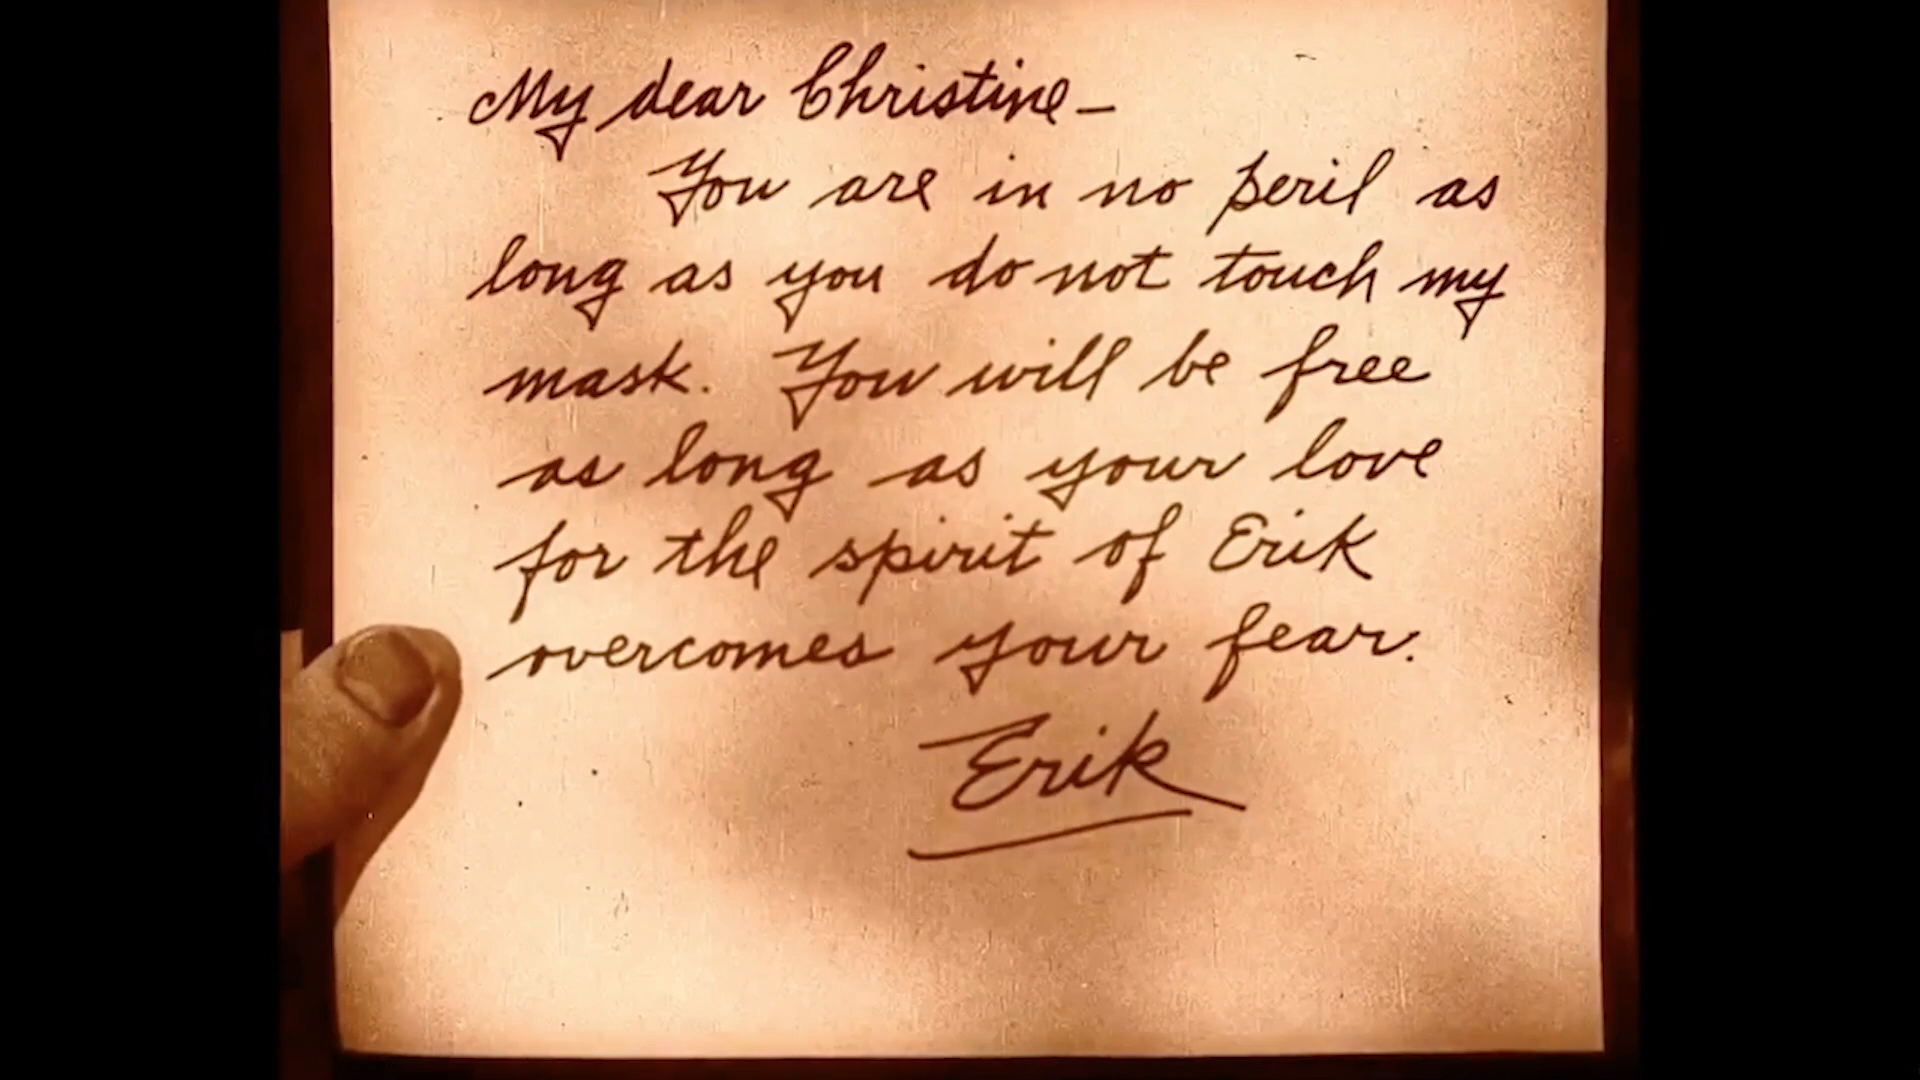 My dear Christine –
You are in no peril as
long as you do not touch my
mask. You will be free
as long as your love
for the spirit of Erik
overcomes your fear.
Erik